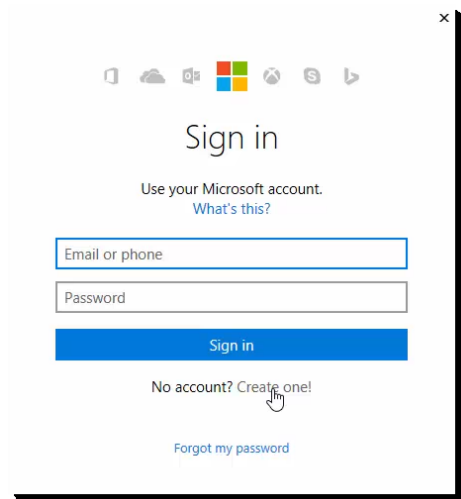 Sign in
Use your Microsoft account.
What's this?
Email or phone
Password
Sign in
No account? Create one!
Forgot my password